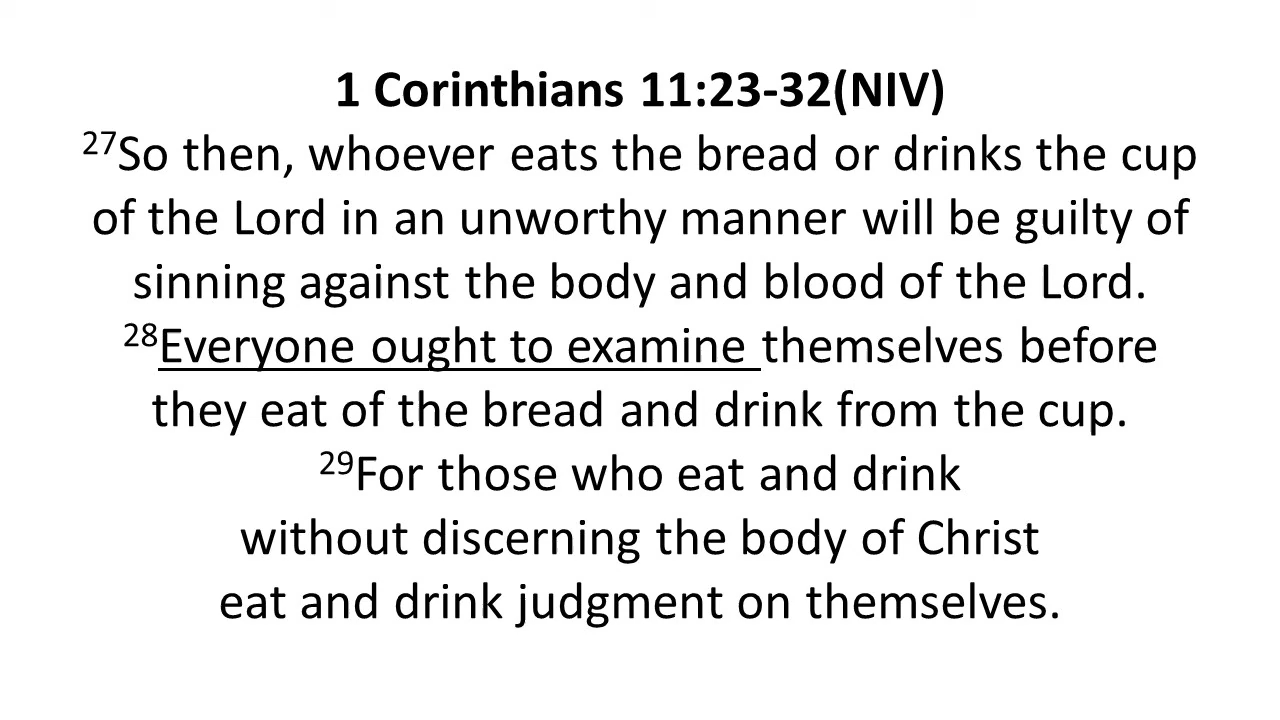 1 Corinthians 11:23-32(NIV)
27So then, whoever eats the bread or drinks the cup
of the Lord in an unworthy manner will be guilty of
sinning against the body and blood of the Lord.
28Everyone ought to examine themselves before
they eat of the bread and drink from the cup.
29For those who eat and drink
without discerning the body of Christ
eat and drink judgment on themselves.